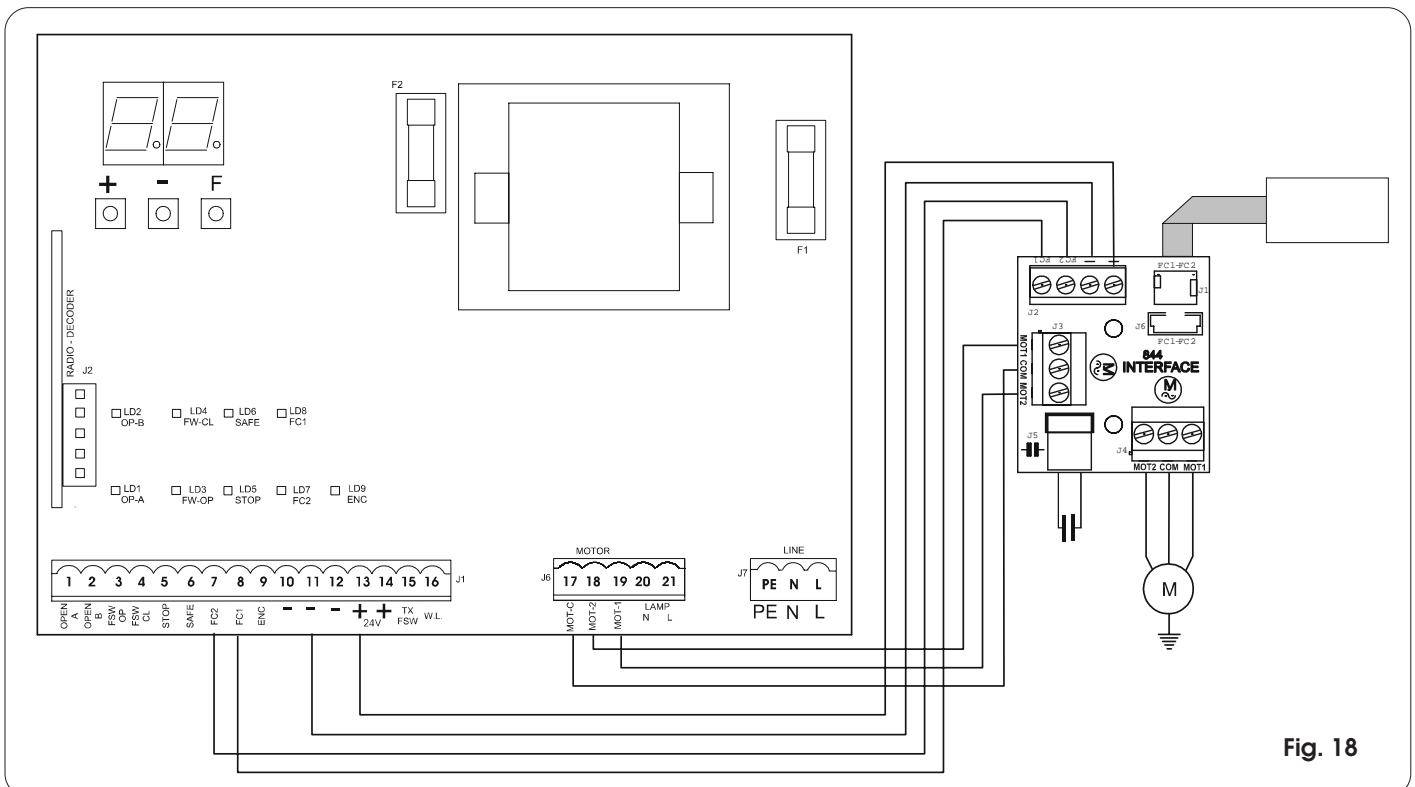 F2
F1
+ - F
RADIO - DECODER
J2
LD2
OP-B
LD4
FW-CL
LD6
SAFE
LD8
FC1
LD1
OP-A
LD3
FW-OP
LD5
STOP
LD7
FC2
LD9
ENC
1 2 3 4 5 6 7 8 9 10 11 12 13 14 15 16
J1
OPEN A
OPEN B
FSW OP
FSW CL
STOP
SAFE
FC2
FC1
ENC
- - - + +
24V
TX FSW
W.L.
MOTOR
J6
17 18 19 20 21
MOT-C
MOT-2
MOT-1
LAMP
N L
LINE
J7
PE N L
PE N L
FC1 FC2 - +
J2
FC1-FC2
J1
J6
FC1-FC2
J3
MOT1 COM MOT2
M
844
INTERFACE
M
J5
J4
MOT2 COM MOT1
M
Fig. 18